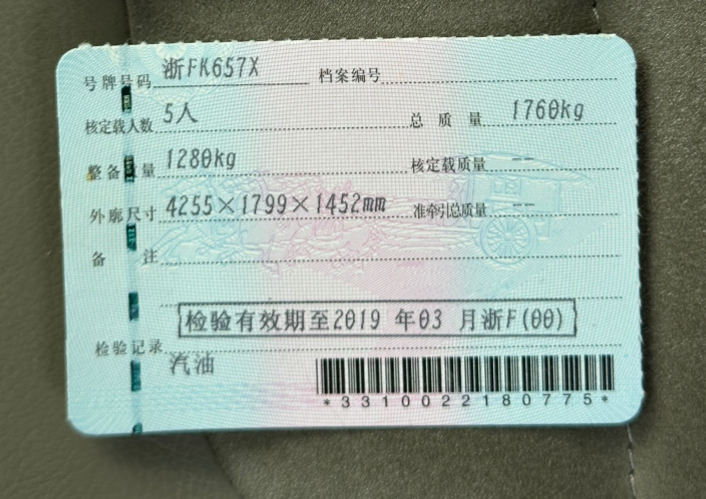 号牌号码 浙FK657X 档案编号
核定载人数 5人 总质量 1760kg
整备质量 1280kg 核定载质量 --
外廓尺寸 4255×1799×1452mm 准牵引总质量 --
备注
检验有效期至2019 年03 月浙F(00)
检验记录
汽油
*3310022180775*